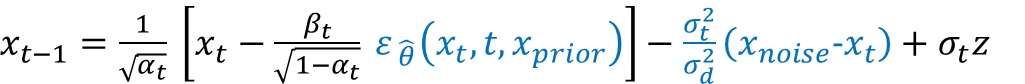 x_{t-1} = \frac{1}{\sqrt{\alpha_t}} \left[ x_t - \frac{\beta_t}{\sqrt{1-\alpha_t}} \varepsilon_{\hat{\theta}}(x_t, t, x_{prior}) \right] - \frac{\sigma_t^2}{\sigma_d^2}(x_{noise}-x_t) + \sigma_t z